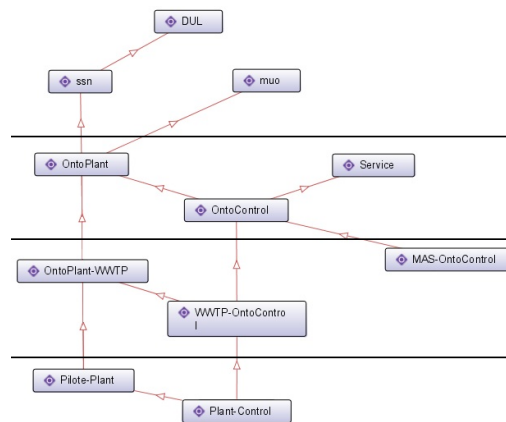 DUL
ssn
muo
OntoPlant
Service
OntoControl
MAS-OntoControl
OntoPlant-WWTP
WWTP-OntoContro
l
Pilote-Plant
Plant-Control